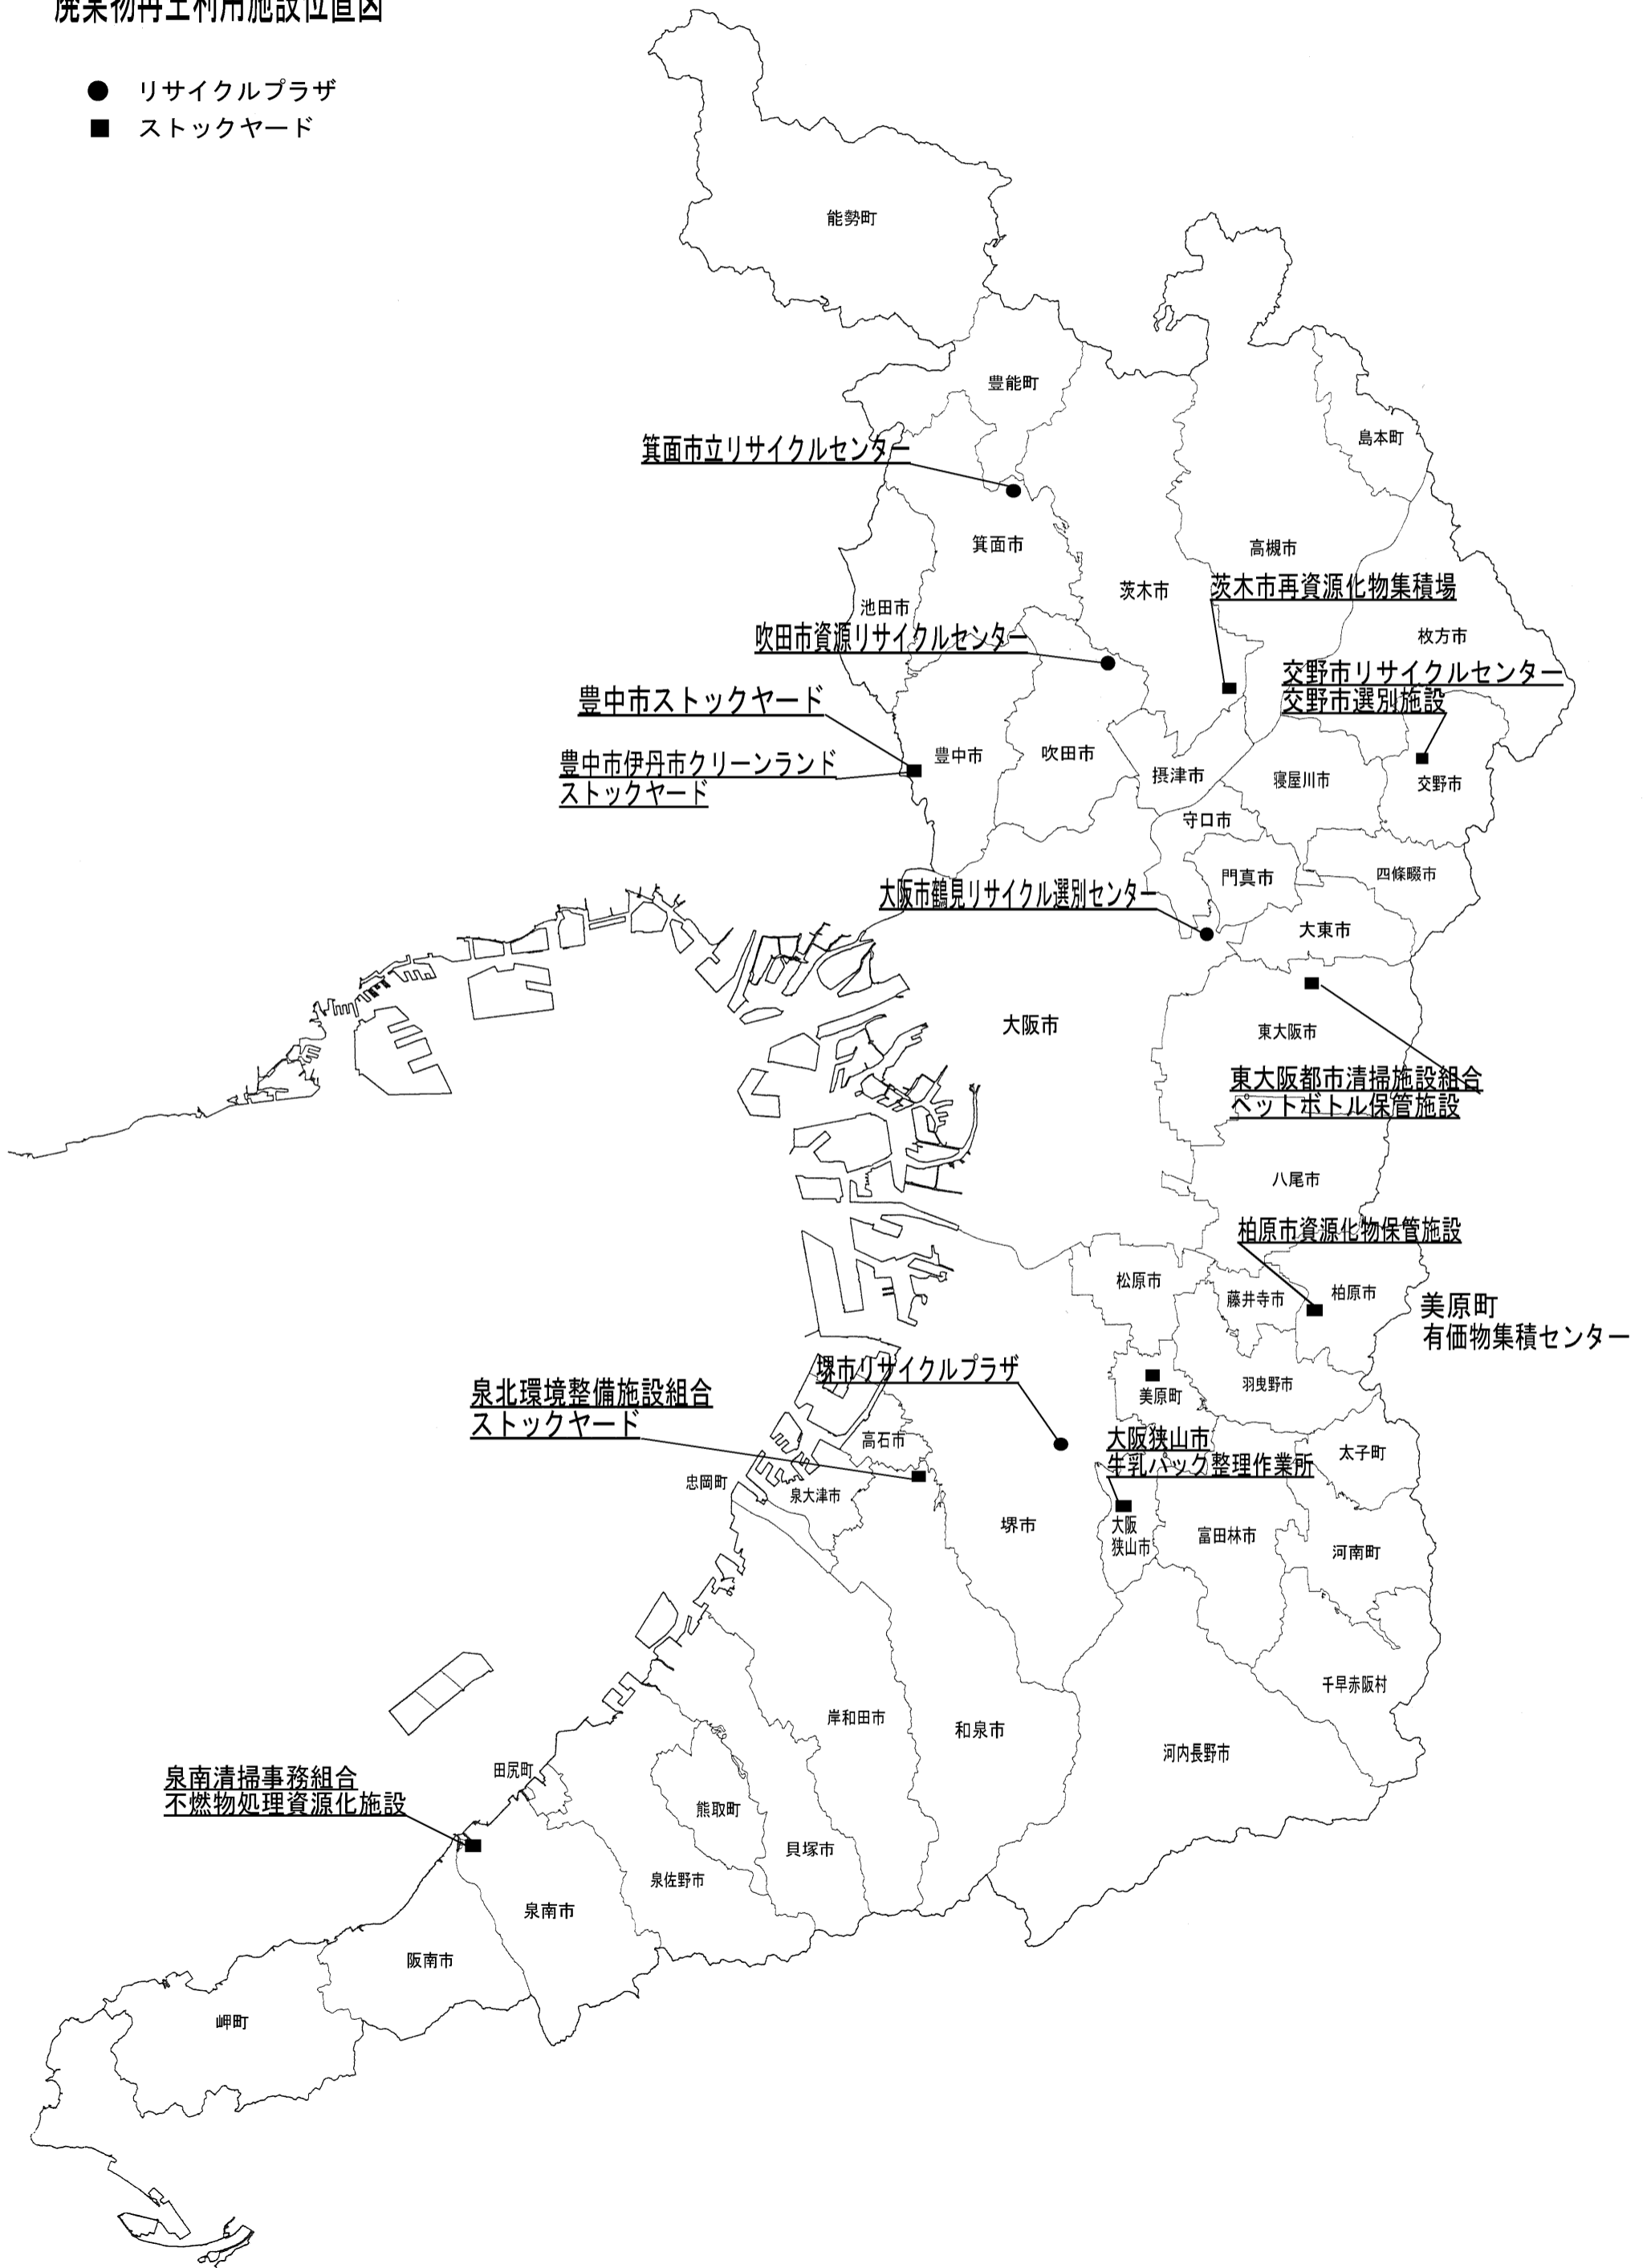 廃棄物再生利用施設位置図
● リサイクルプラザ
■ ストックヤード
能勢町
豊能町
島本町
箕面市立リサイクルセンター
箕面市
高槻市
茨木市
茨木市再資源化物集積場
池田市
吹田市資源リサイクルセンター
枚方市
交野市リサイクルセンター
交野市選別施設
豊中市ストックヤード
豊中市
吹田市
摂津市
寝屋川市
交野市
豊中市伊丹市クリーンランド
ストックヤード
守口市
門真市
四條畷市
大阪市鶴見リサイクル選別センター
大東市
大阪市
東大阪市
東大阪都市清掃施設組合
ペットボトル保管施設
八尾市
柏原市資源化物保管施設
松原市
藤井寺市
柏原市
美原町
有価物集積センター
堺市リサイクルプラザ
美原町
羽曳野市
泉北環境整備施設組合
ストックヤード
高石市
大阪狭山市
牛乳パック整理作業所
太子町
忠岡町
泉大津市
堺市
大阪
狭山市
富田林市
河南町
千早赤阪村
岸和田市
和泉市
河内長野市
田尻町
泉南清掃事務組合
不燃物処理資源化施設
熊取町
貝塚市
泉佐野市
泉南市
阪南市
岬町